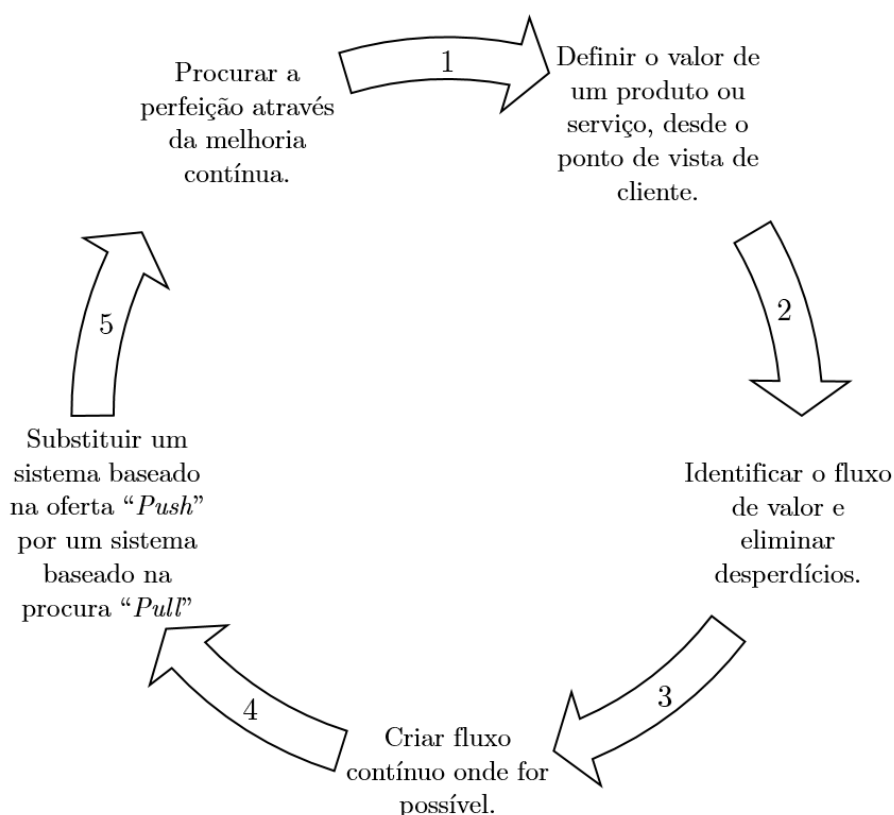 1
Definir o valor de
um produto ou
serviço, desde o
ponto de vista de
cliente.
2
Identificar o fluxo
de valor e
eliminar
desperdícios.
3
Criar fluxo
contínuo onde for
possível.
4
Substituir um
sistema baseado
na oferta “Push”
por um sistema
baseado na
procura “Pull”
5
Procurar a
perfeição através
da melhoria
contínua.